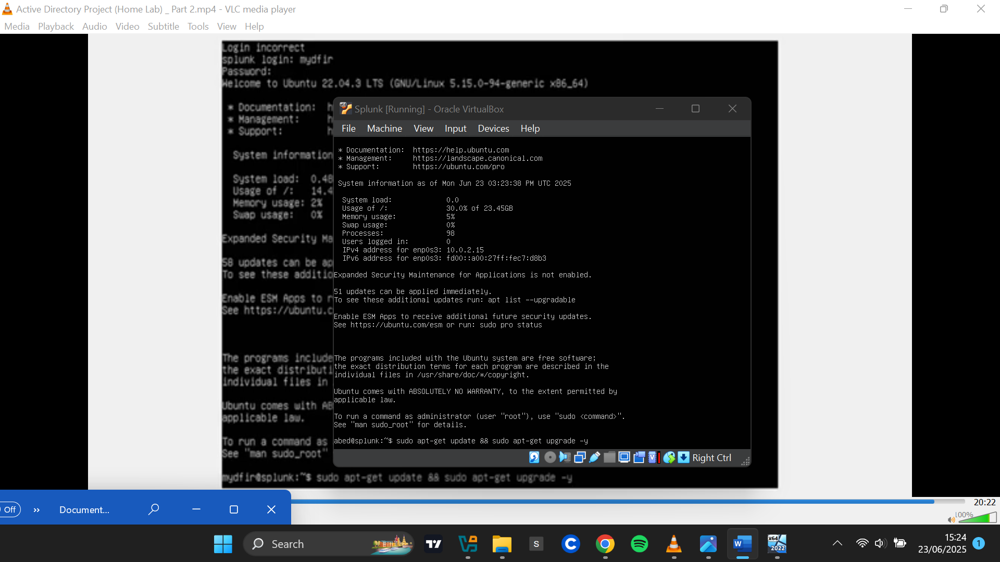 Active Directory Project (Home Lab) _ Part 2.mp4 - VLC media player
Media Playback Audio Video Subtitle Tools View Help
Login incorrect
splunk login: mydfir
Password:
Welcome to Ubuntu 22.04.3 LTS (GNU/Linux 5.15.0-94-generic x86_64)
* Documentation: h
* Management: h
* Support: h
System information
System load: 0.48
Usage of /: 14.4
Memory usage: 2%
Swap usage: 0%
Expanded Security Ma
58 updates can be ap
To see these additio
Enable ESM Apps to r
See https://ubuntu.c
The programs include
the exact distributi
individual files in
Ubuntu comes with AB
applicable law.
To run a command as
See "man sudo_root"
mydfir@splunk:~$ sudo apt-get update && sudo apt-get upgrade -y
Splunk [Running] - Oracle VirtualBox
File Machine View Input Devices Help
* Documentation: https://help.ubuntu.com
* Management: https://landscape.canonical.com
* Support: https://ubuntu.com/pro
System information as of Mon Jun 23 03:23:38 PM UTC 2025
System load: 0.0
Usage of /: 30.0% of 23.45GB
Memory usage: 5%
Swap usage: 0%
Processes: 98
Users logged in: 0
IPv4 address for enp0s3: 10.0.2.15
IPv6 address for enp0s3: fd00::a00:27ff:fec7:d8b3
Expanded Security Maintenance for Applications is not enabled.
51 updates can be applied immediately.
To see these additional updates run: apt list --upgradable
Enable ESM Apps to receive additional future security updates.
See https://ubuntu.com/esm or run: sudo pro status
The programs included with the Ubuntu system are free software;
the exact distribution terms for each program are described in the
individual files in /usr/share/doc/*/copyright.
Ubuntu comes with ABSOLUTELY NO WARRANTY, to the extent permitted by
applicable law.
To run a command as administrator (user "root"), use "sudo <command>".
See "man sudo_root" for details.
abed@splunk:~$ sudo apt-get update && sudo apt-get upgrade -y
Right Ctrl
Off » Document...
20:22
100%
Search
S
W
x64
2022
15:24
23/06/2025
1